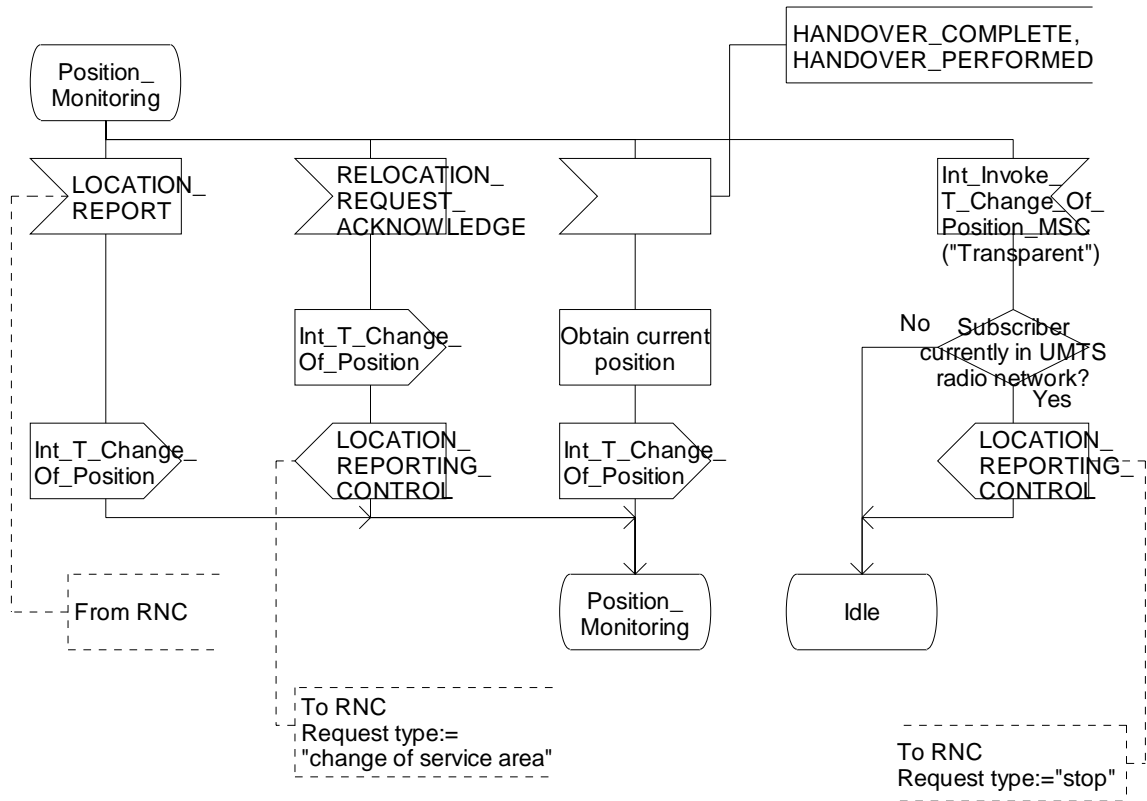 HANDOVER_COMPLETE,
HANDOVER_PERFORMED
Position_
Monitoring
LOCATION_
REPORT
RELOCATION_
REQUEST_
ACKNOWLEDGE
Int_Invoke_
T_Change_Of_
Position_MSC
("Transparent")
Int_T_Change_
Of_Position
Obtain current
position
No
Subscriber
currently in UMTS
radio network?
Yes
Int_T_Change_
Of_Position
LOCATION_
REPORTING_
CONTROL
Int_T_Change_
Of_Position
LOCATION_
REPORTING_
CONTROL
From RNC
Position_
Monitoring
Idle
To RNC
Request type:=
"change of service area"
To RNC
Request type:="stop"